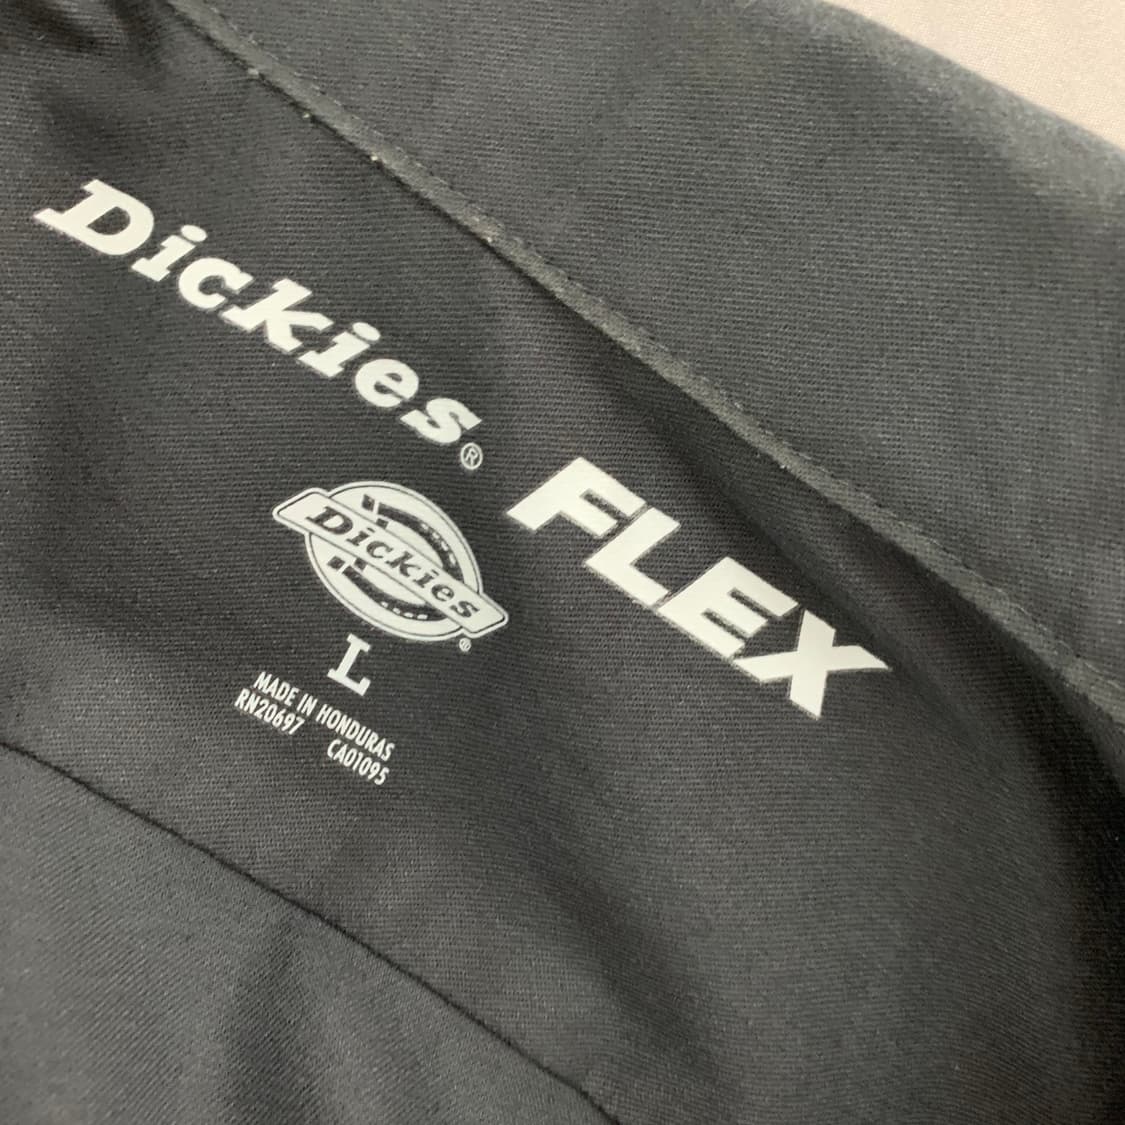 Dickies® FLEX
Dickies®
L
MADE IN HONDURAS
RN20697 CA01095